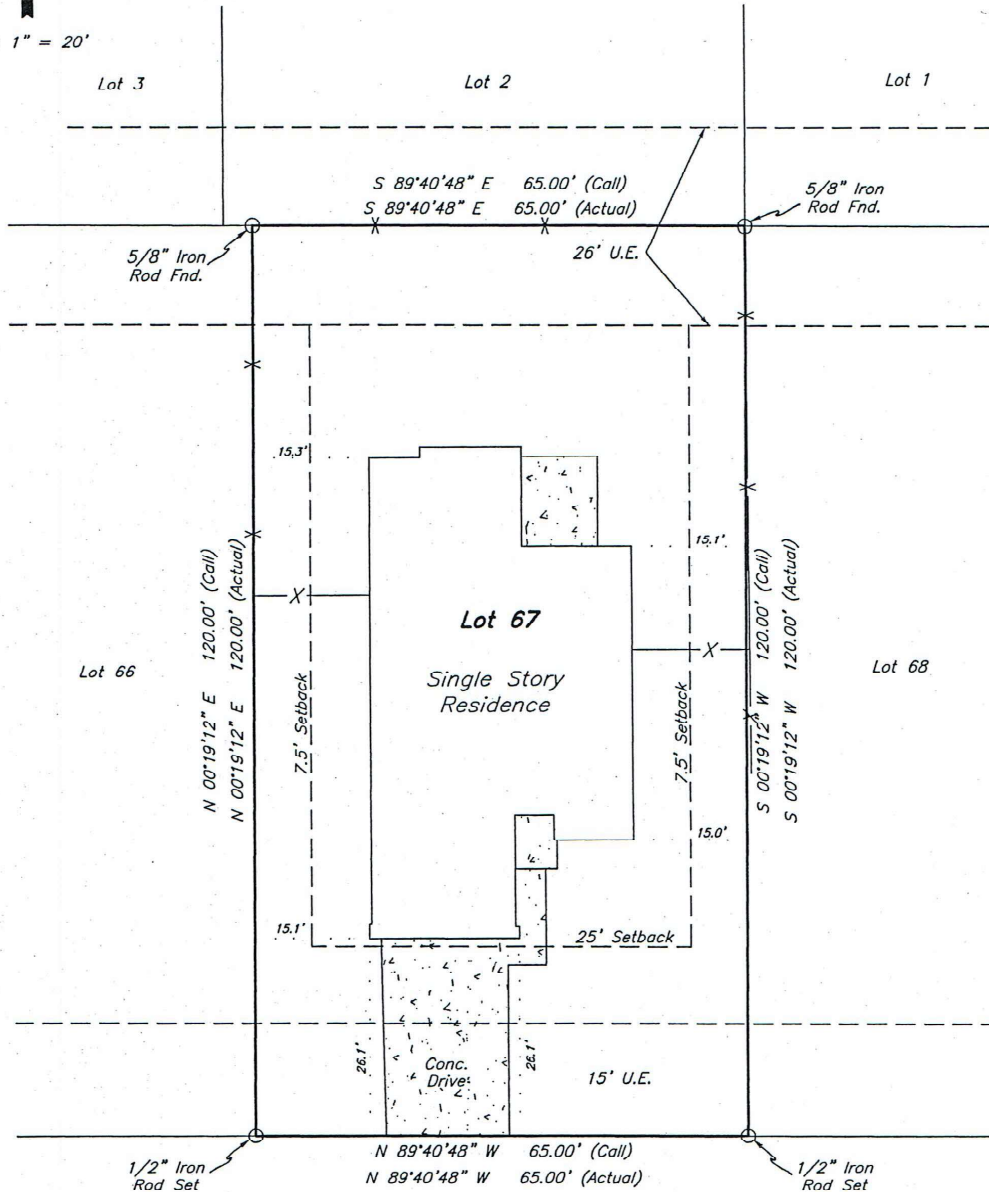 1" = 20'
Lot 3
Lot 2
Lot 1
S 89°40'48" E 65.00' (Call)
S 89°40'48" E 65.00' (Actual)
5/8" Iron
Rod Fnd.
5/8" Iron
Rod Fnd.
26' U.E.
15.3'
15.1'
N 00°19'12" E 120.00' (Call)
N 00°19'12" E 120.00' (Actual)
X
Lot 67
X
S 00°19'12" W 120.00' (Call)
S 00°19'12" W 120.00' (Actual)
Lot 66
Single Story
Residence
Lot 68
7.5' Setback
7.5' Setback
15.0'
15.1'
25' Setback
26.1'
Conc.
Drive
26.1'
15' U.E.
N 89°40'48" W 65.00' (Call)
N 89°40'48" W 65.00' (Actual)
1/2" Iron
Rod Set
1/2" Iron
Rod Set